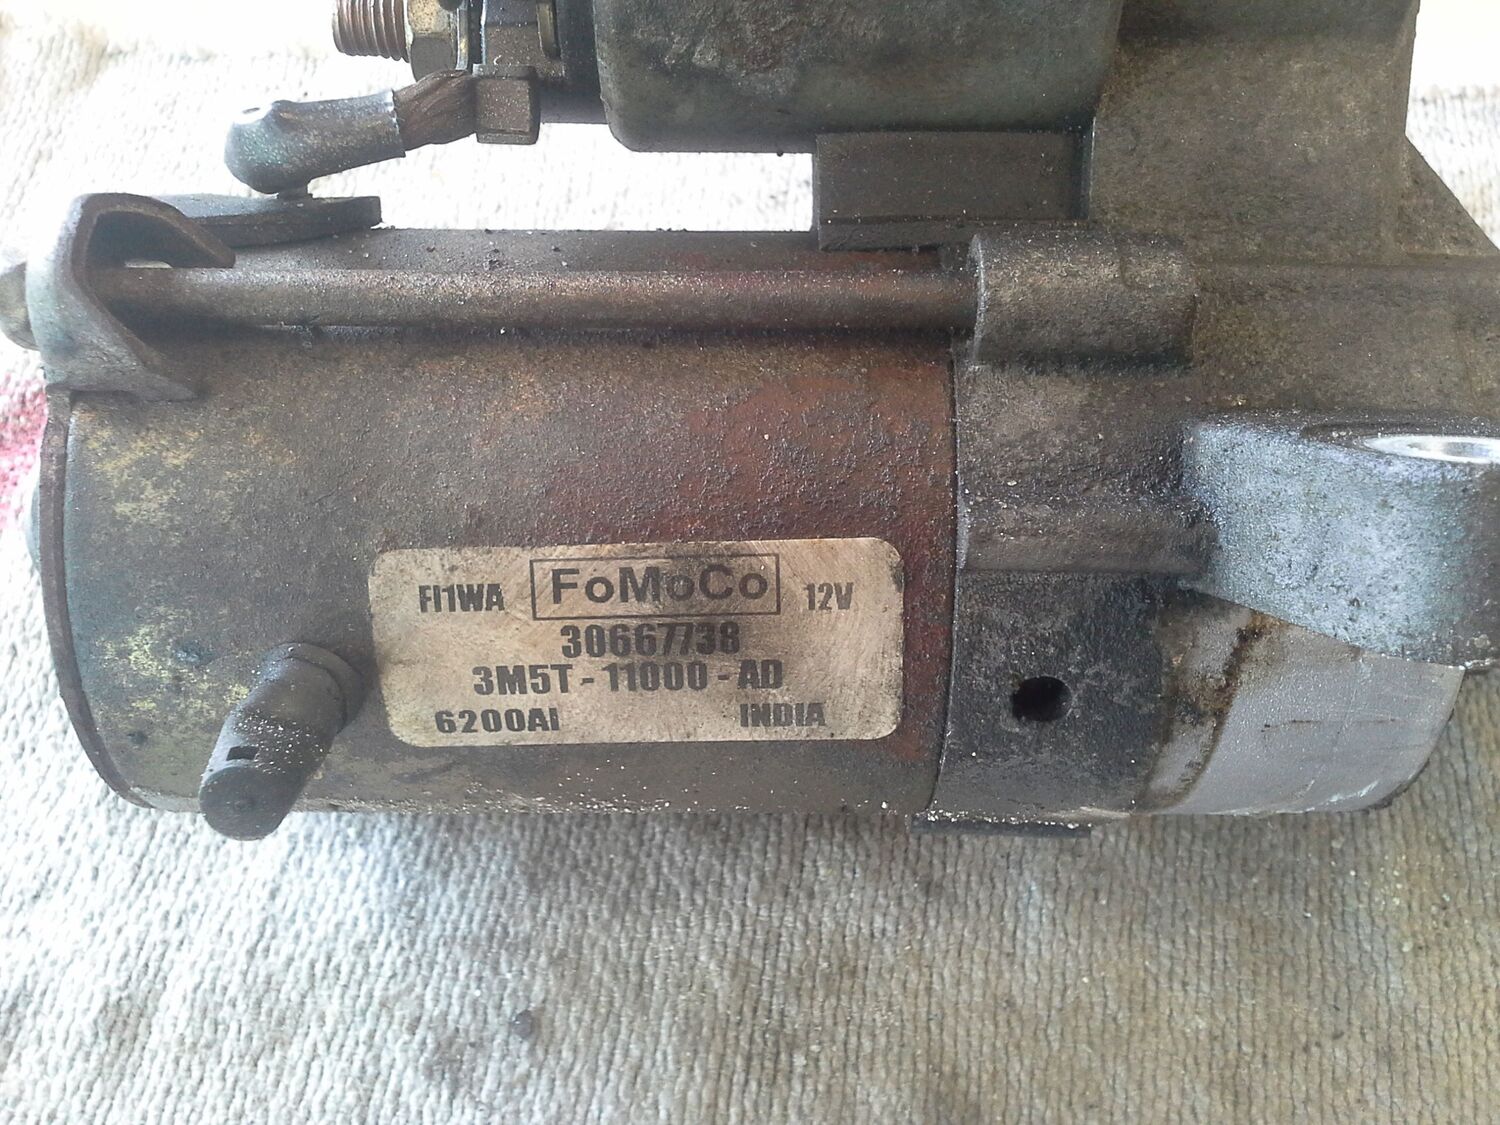 FI1WA FoMoCo 12V
30667738
3M5T - 11000 - AD
6200AI INDIA